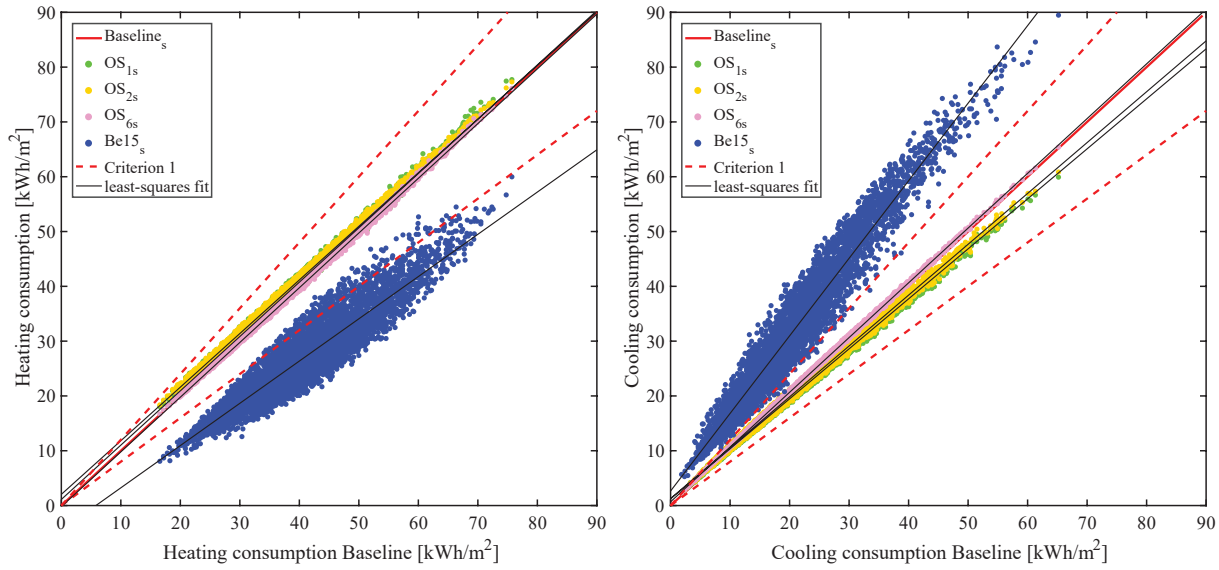 90
80
70
60
50
40
30
20
10
0
Heating consumption [kWh/m²]
Baselineₛ
OS₁ₛ
OS₂ₛ
OS₆ₛ
Be15ₛ
Criterion 1
least-squares fit
0 10 20 30 40 50 60 70 80 90
Heating consumption Baseline [kWh/m²]
90
80
70
60
50
40
30
20
10
0
Cooling consumption [kWh/m²]
Baselineₛ
OS₁ₛ
OS₂ₛ
OS₆ₛ
Be15ₛ
Criterion 1
least-squares fit
0 10 20 30 40 50 60 70 80 90
Cooling consumption Baseline [kWh/m²]